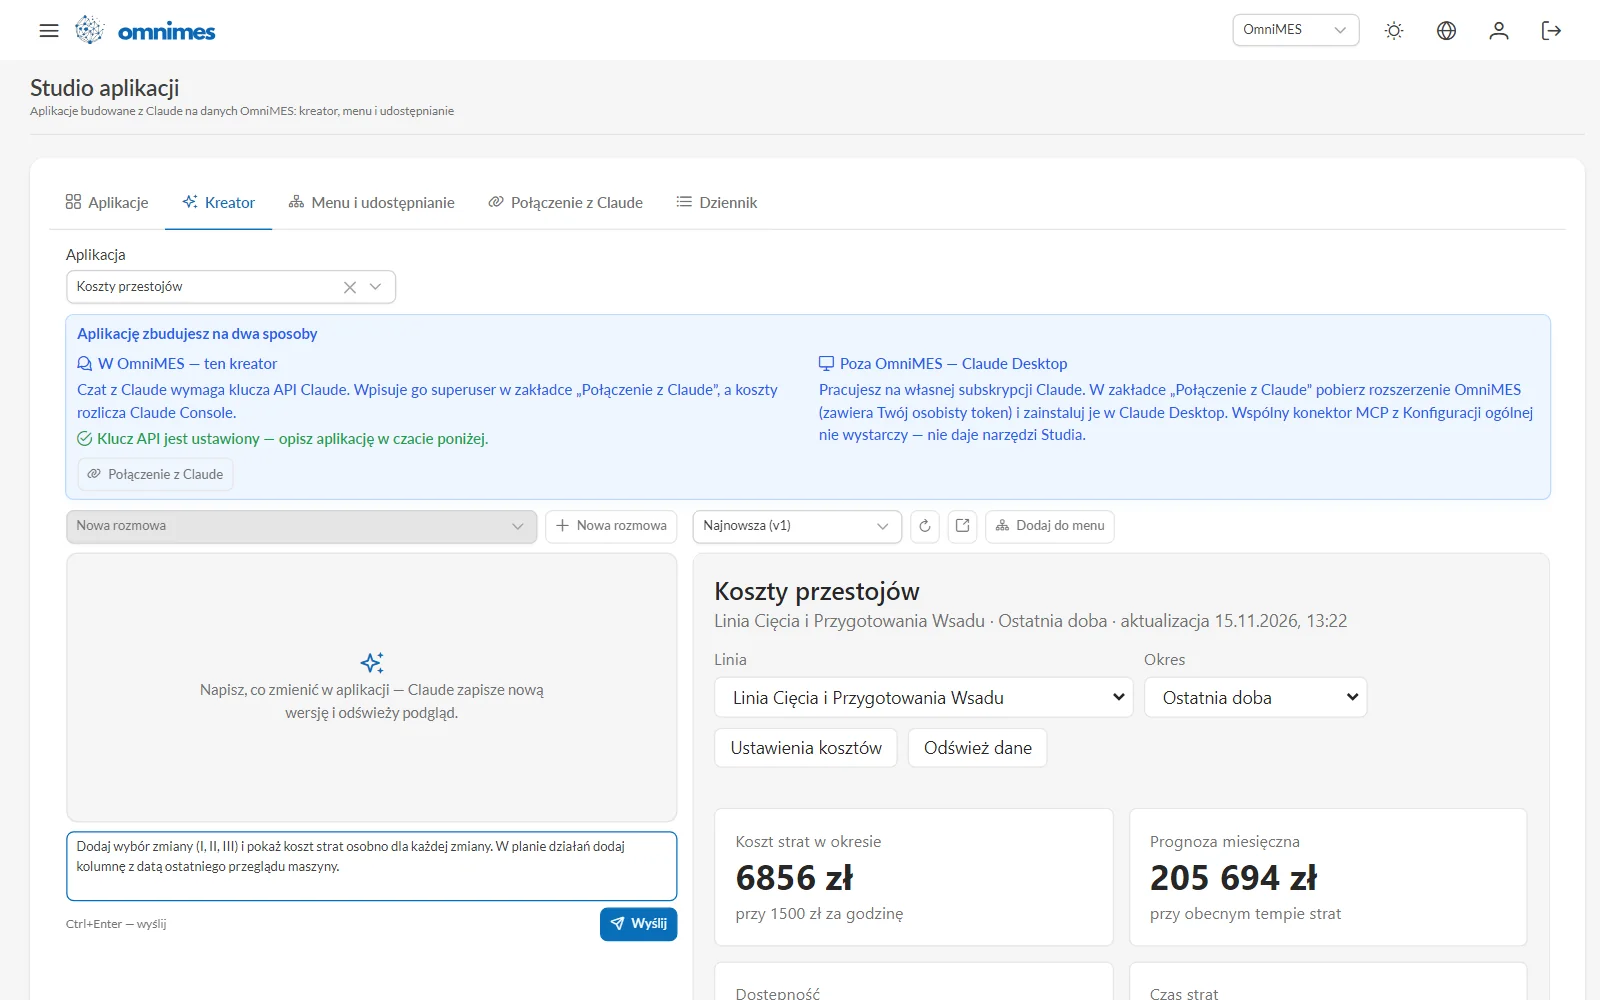 omnimes
OmniMES
Studio aplikacji
Aplikacje budowane z Claude na danych OmniMES: kreator, menu i udostępnianie
Aplikacje
Kreator
Menu i udostępnianie
Połączenie z Claude
Dziennik
Aplikacja
Koszty przestojów
Aplikację zbudujesz na dwa sposoby
W OmniMES — ten kreator
Czat z Claude wymaga klucza API Claude. Wpisuje go superuser w zakładce „Połączenie z Claude”, a koszty
rozlicza Claude Console.
Klucz API jest ustawiony — opisz aplikację w czacie poniżej.
Połączenie z Claude
Poza OmniMES — Claude Desktop
Pracujesz na własnej subskrypcji Claude. W zakładce „Połączenie z Claude” pobierz rozszerzenie OmniMES
(zawiera Twój osobisty token) i zainstaluj je w Claude Desktop. Wspólny konektor MCP z Konfiguracji ogólnej
nie wystarczy — nie daje narzędzi Studia.
Nowa rozmowa
Nowa rozmowa
Najnowsza (v1)
Dodaj do menu
Napisz, co zmienić w aplikacji — Claude zapisze nową
wersję i odświeży podgląd.
Dodaj wybór zmiany (I, II, III) i pokaż koszt strat osobno dla każdej zmiany. W planie działań dodaj
kolumnę z datą ostatniego przeglądu maszyny.
Ctrl+Enter — wyślij
Wyślij
Koszty przestojów
Linia Cięcia i Przygotowania Wsadu · Ostatnia doba · aktualizacja 15.11.2026, 13:22
Linia
Okres
Linia Cięcia i Przygotowania Wsadu
Ostatnia doba
Ustawienia kosztów
Odśwież dane
Koszt strat w okresie
6856 zł
przy 1500 zł za godzinę
Prognoza miesięczna
205 694 zł
przy obecnym tempie strat
Dostępność
Czas strat